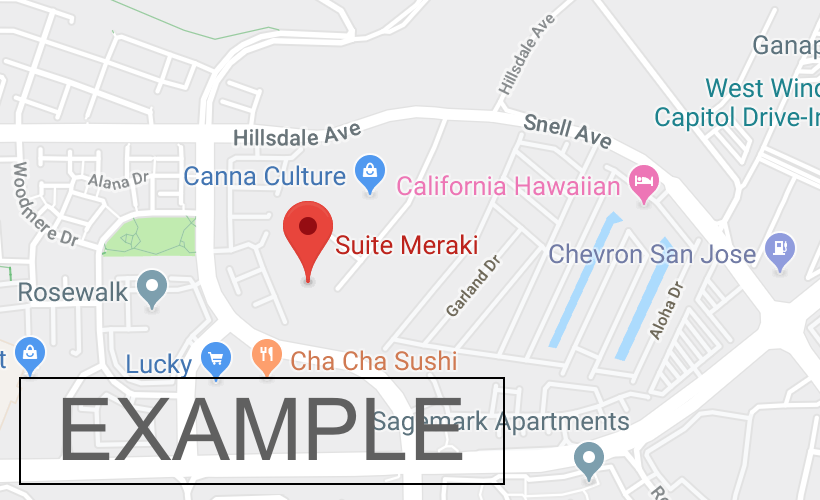 Hillsdale Ave
Ganap
West Wind
Capitol Drive-In
Snell Ave
Hillsdale Ave
Canna Culture
Alana Dr
California Hawaiian
Woodmere Dr
Suite Meraki
Chevron San Jose
Garland Dr
Rosewalk
Aloha Dr
t
Lucky
Cha Cha Sushi
EXAMPLE
Sagemark Apartments
Ro